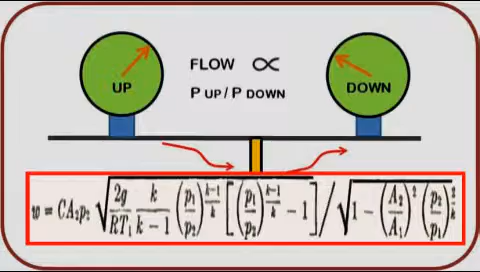 FLOW ∝
P UP / P DOWN
UP
DOWN
w = CA₂p₂ √(2g/RT₁ k/(k−1) (p₁/p₂)^((k−1)/k) [(p₁/p₂)^((k−1)/k) − 1]) / √(1 − (A₂/A₁)² (p₂/p₁)^(2/k))